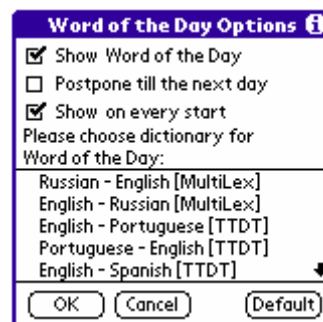 Word of the Day Options i
Show Word of the Day
Postpone till the next day
Show on every start
Please choose dictionary for
Word of the Day:
Russian - English [MultiLex]
English - Russian [MultiLex]
English - Portuguese [TTDT]
Portuguese - English [TTDT]
English - Spanish [TTDT]
OK Cancel Default